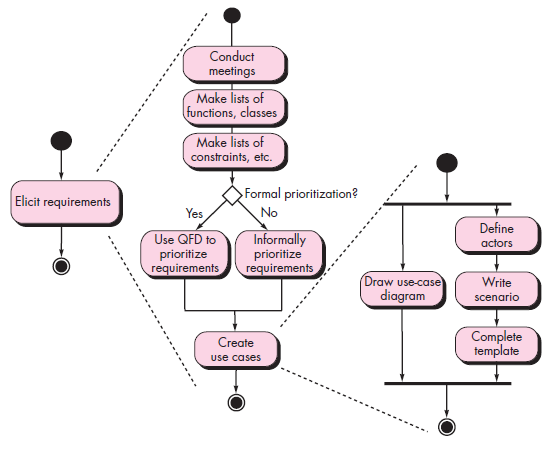 Elicit requirements
Conduct
meetings
Make lists of
functions, classes
Make lists of
constraints, etc.
Formal prioritization?
Yes
No
Use QFD to
prioritize
requirements
Informally
prioritize
requirements
Create
use cases
Draw use-case
diagram
Define
actors
Write
scenario
Complete
template